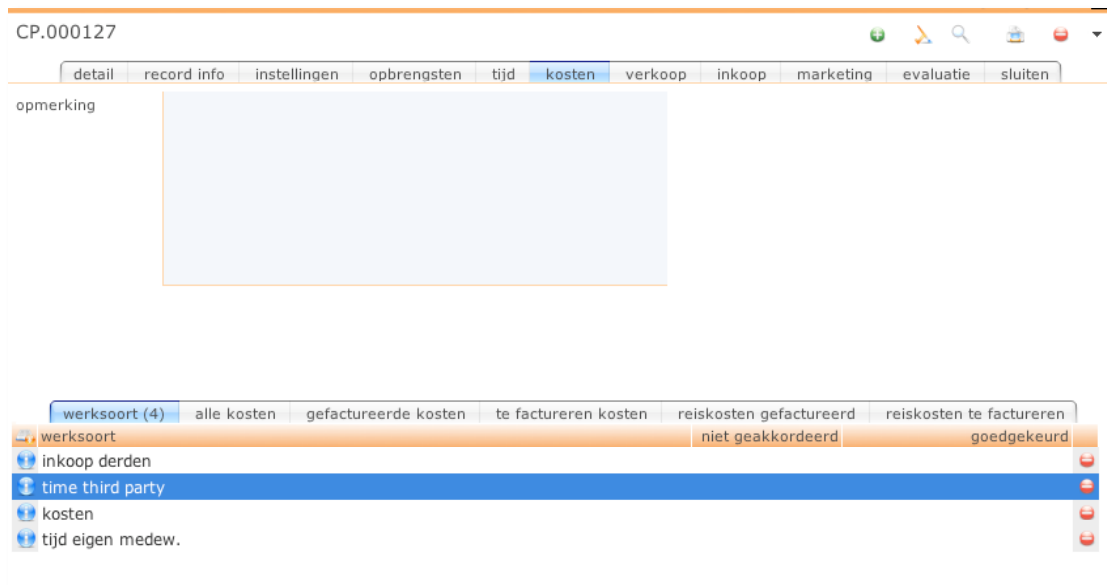 CP.000127
detail record info instellingen opbrengsten tijd kosten verkoop inkoop marketing evaluatie sluiten
opmerking
werksoort (4) alle kosten gefactureerde kosten te factureren kosten reiskosten gefactureerd reiskosten te factureren
werksoort niet geakkordeerd goedgekeurd
inkoop derden
time third party
kosten
tijd eigen medew.